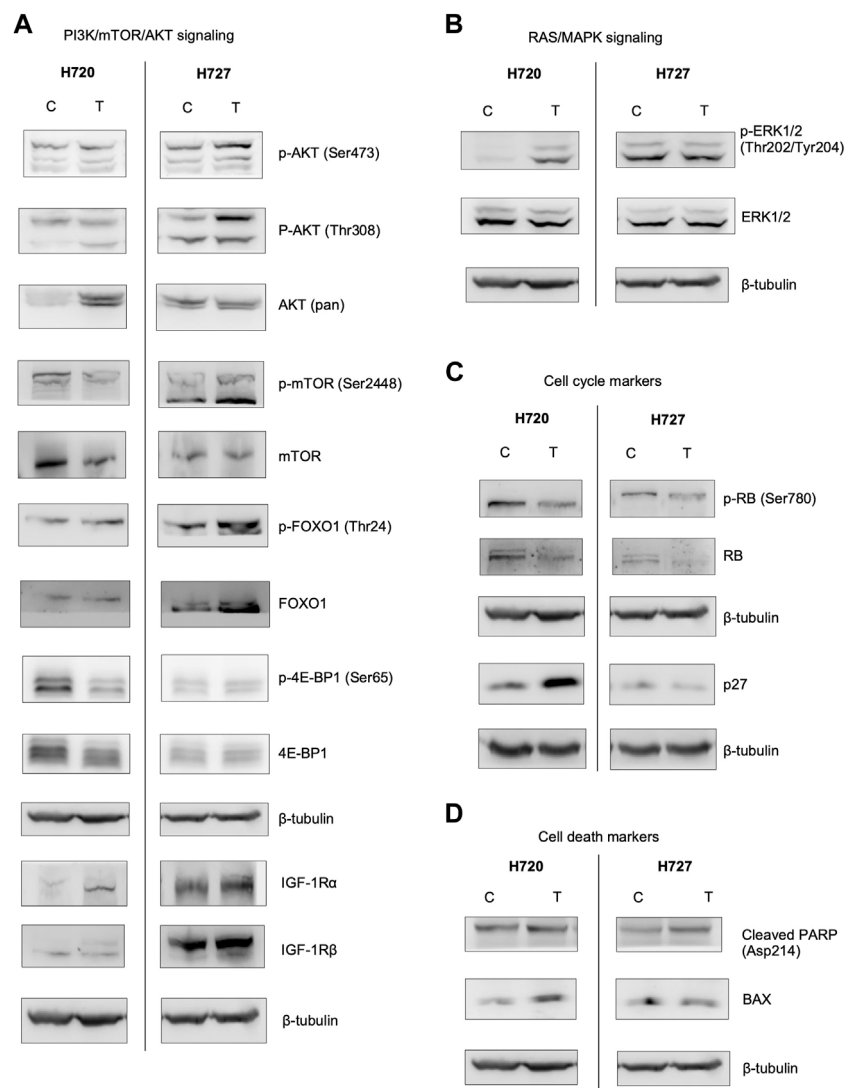 A
PI3K/mTOR/AKT signaling
H720 H727
C T C T
p-AKT (Ser473)
P-AKT (Thr308)
AKT (pan)
p-mTOR (Ser2448)
mTOR
p-FOXO1 (Thr24)
FOXO1
p-4E-BP1 (Ser65)
4E-BP1
β-tubulin
IGF-1Rα
IGF-1Rβ
β-tubulin
B
RAS/MAPK signaling
H720 H727
C T C T
p-ERK1/2
(Thr202/Tyr204)
ERK1/2
β-tubulin
C
Cell cycle markers
H720 H727
C T C T
p-RB (Ser780)
RB
β-tubulin
p27
β-tubulin
D
Cell death markers
H720 H727
C T C T
Cleaved PARP
(Asp214)
BAX
β-tubulin